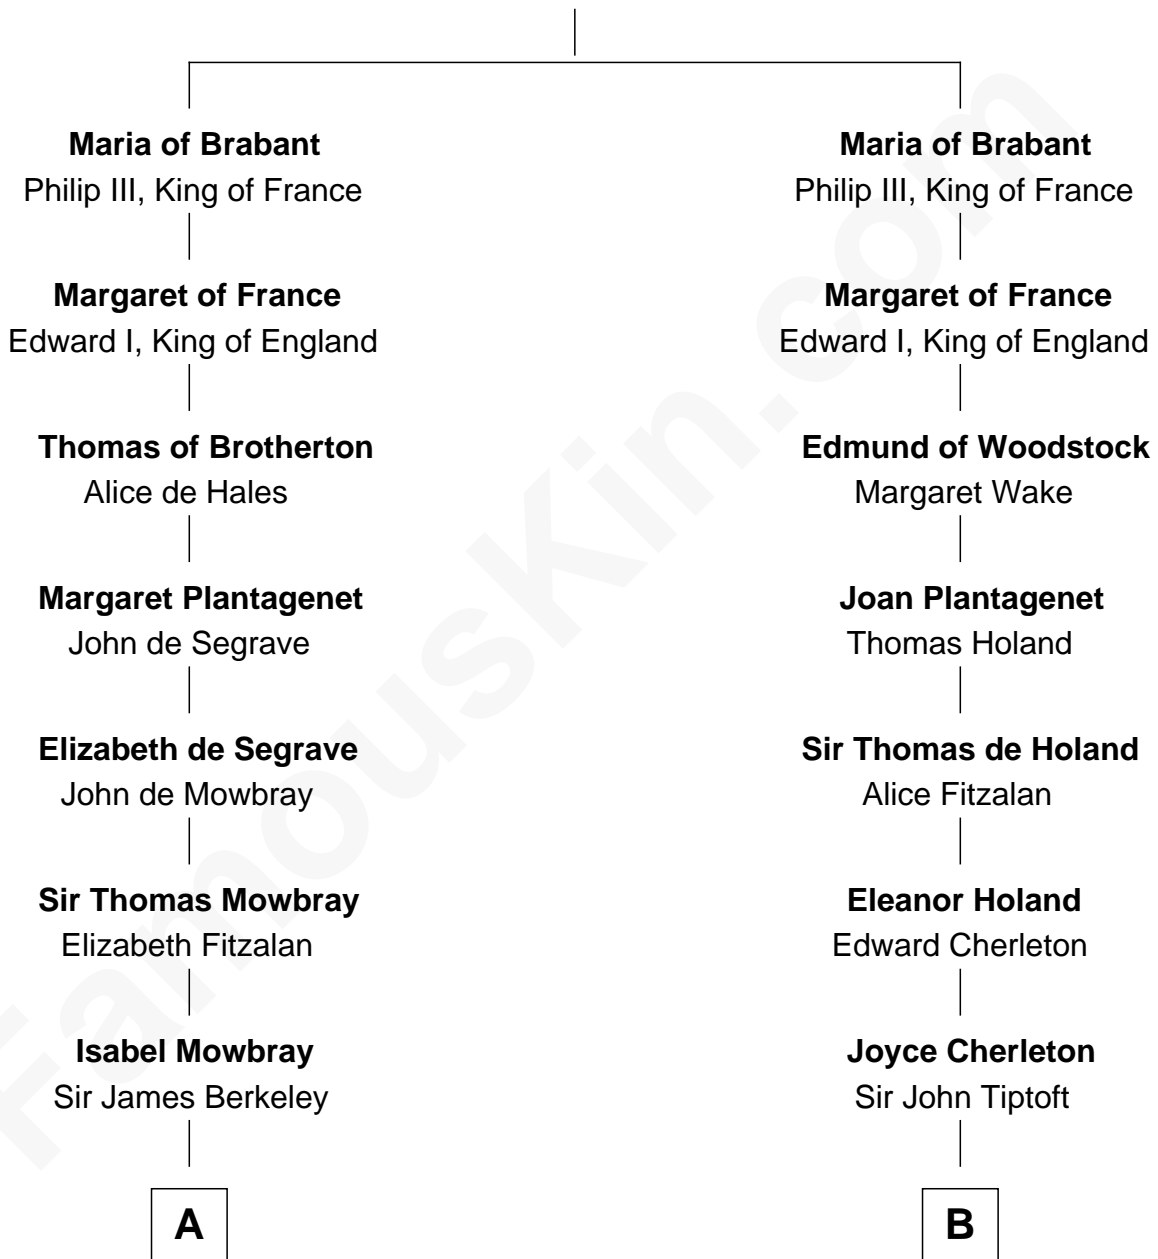 Maria of Brabant
Philip III, King of France
Margaret of France
Edward I, King of England
Thomas of Brotherton
Alice de Hales
Margaret Plantagenet
John de Segrave
Elizabeth de Segrave
John de Mowbray
Sir Thomas Mowbray
Elizabeth Fitzalan
Isabel Mowbray
Sir James Berkeley
A
Maria of Brabant
Philip III, King of France
Margaret of France
Edward I, King of England
Edmund of Woodstock
Margaret Wake
Joan Plantagenet
Thomas Holand
Sir Thomas de Holand
Alice Fitzalan
Eleanor Holand
Edward Cherleton
Joyce Cherleton
Sir John Tiptoft
B
FamousKin.com